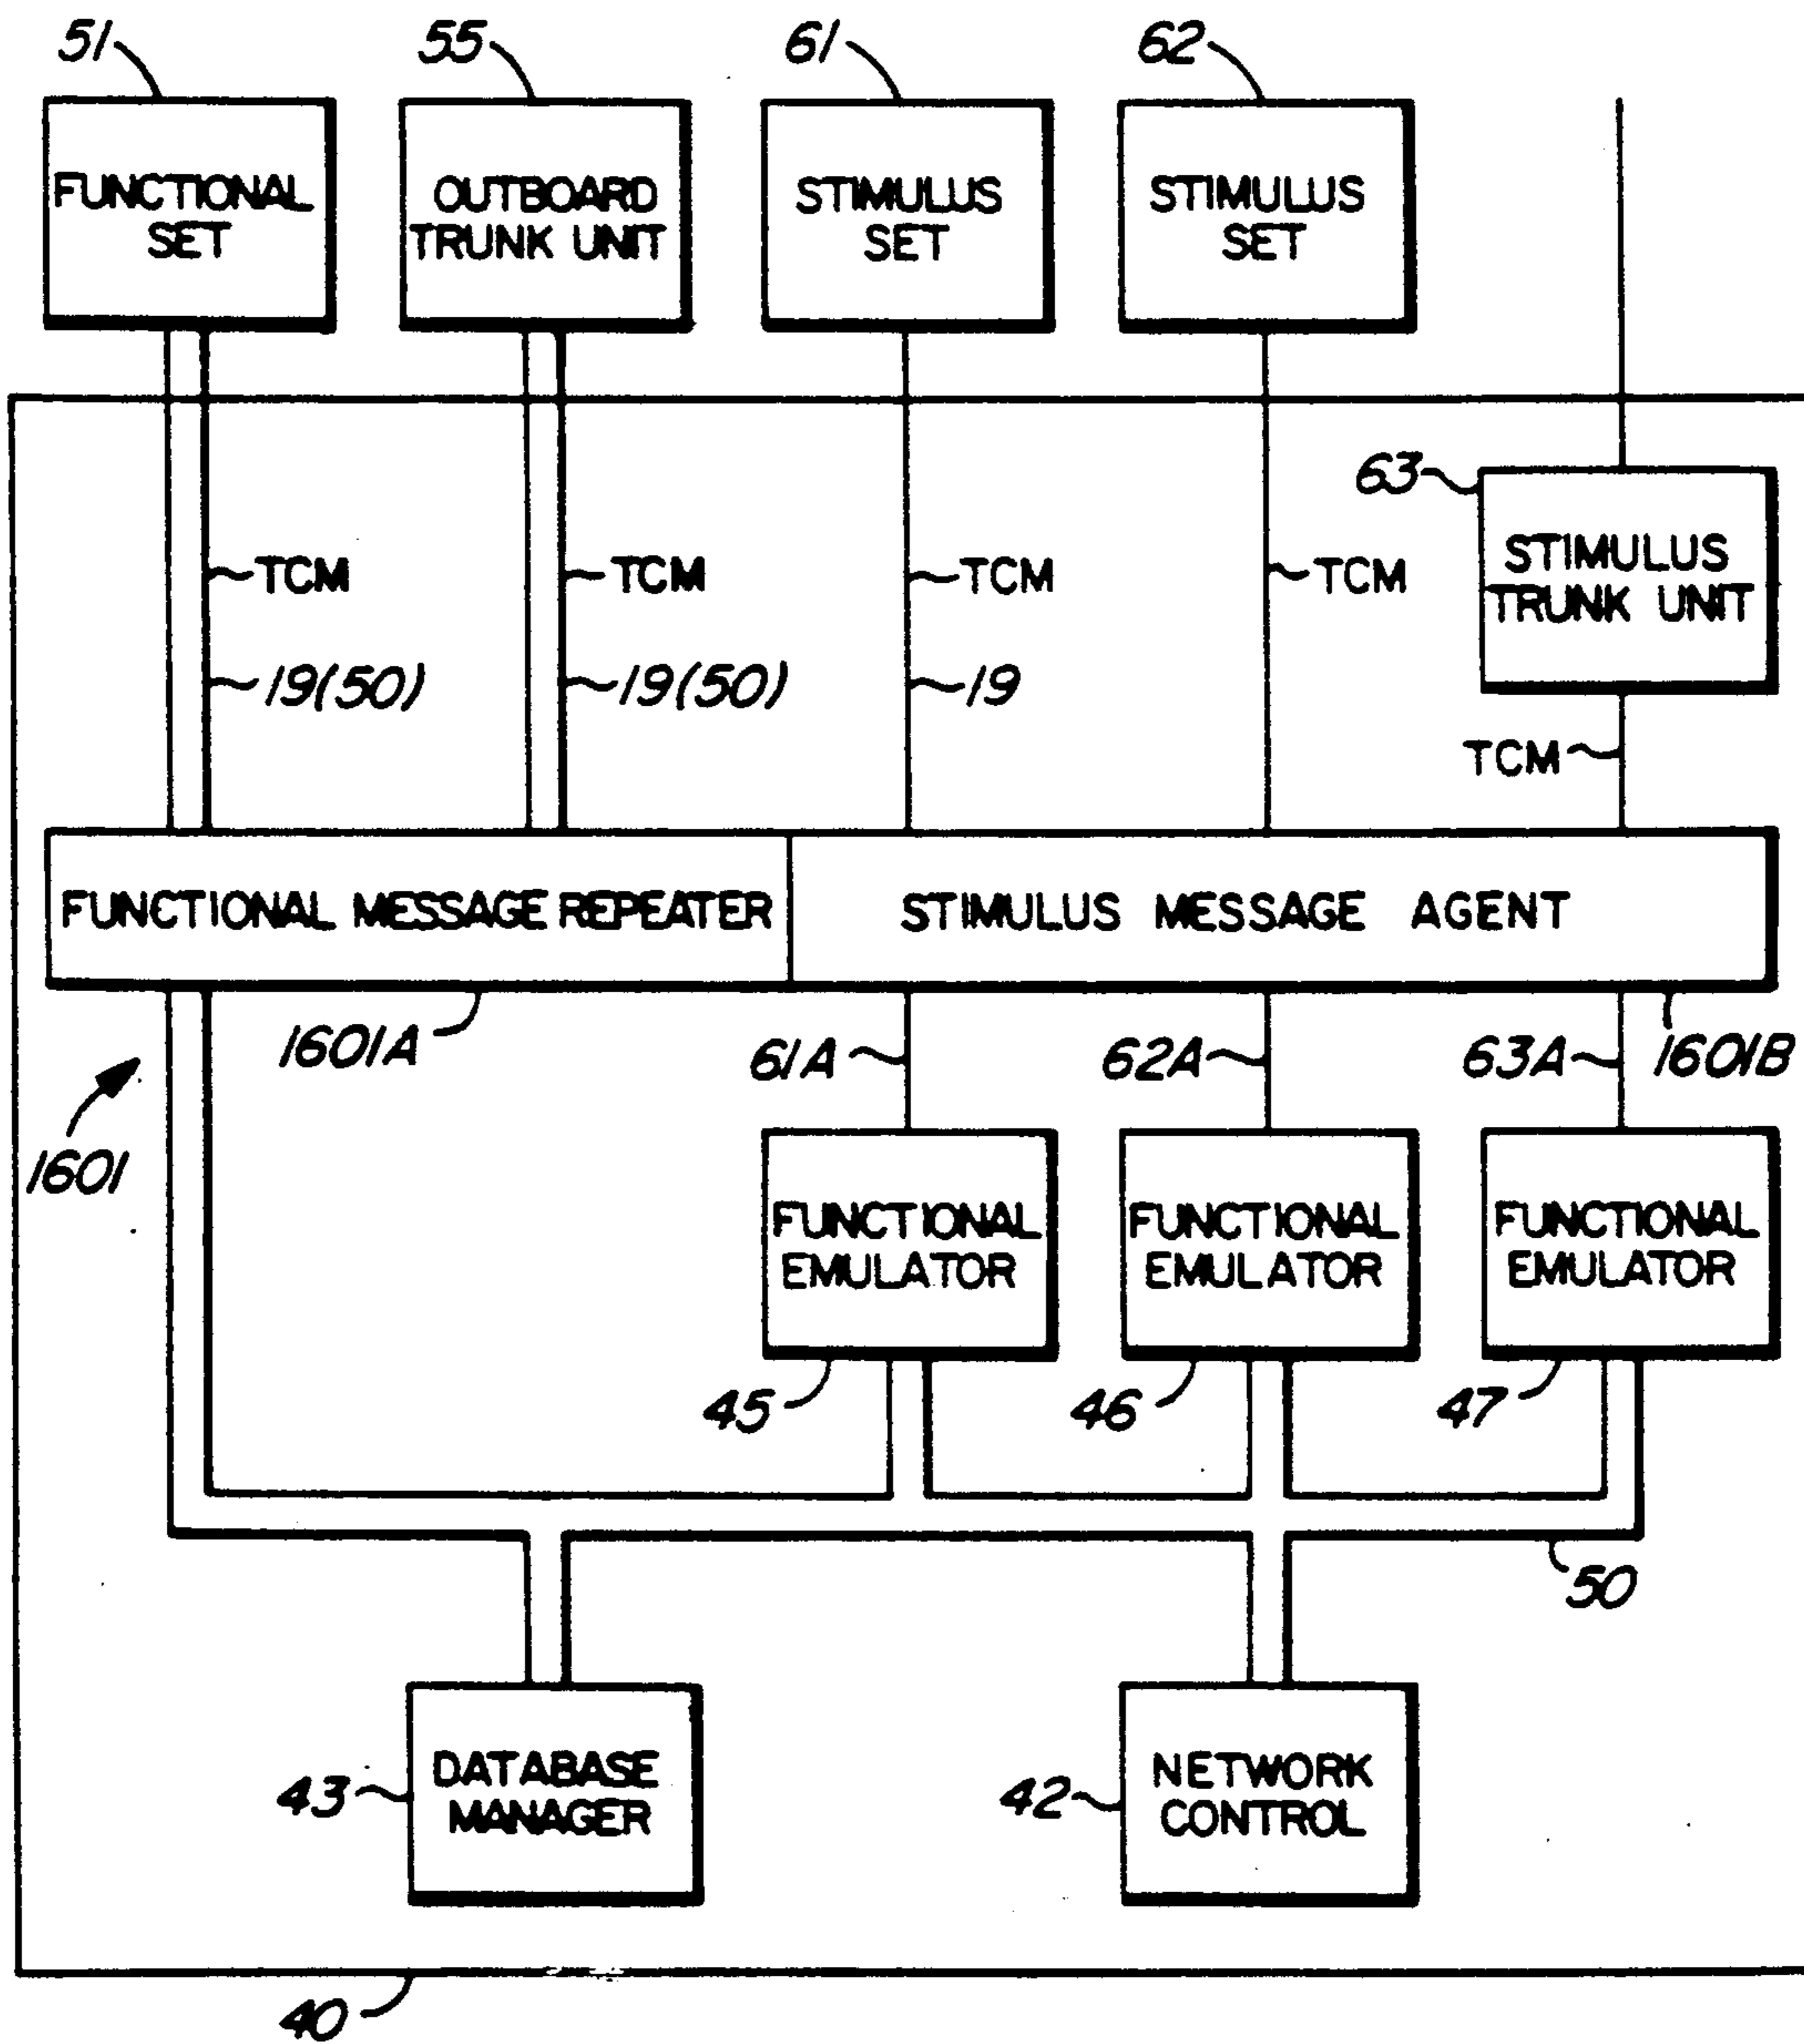 51
55
61
62
FUNCTIONAL
SET
OUTBOARD
TRUNK UNIT
STIMULUS
SET
STIMULUS
SET
63
STIMULUS
TRUNK UNIT
TCM
TCM
TCM
TCM
19(50)
19(50)
19
TCM
FUNCTIONAL MESSAGE REPEATER
STIMULUS MESSAGE AGENT
1601A
61A
62A
63A
1601B
1601
FUNCTIONAL
EMULATOR
FUNCTIONAL
EMULATOR
FUNCTIONAL
EMULATOR
45
46
47
50
43
DATABASE
MANAGER
42
NETWORK
CONTROL
40